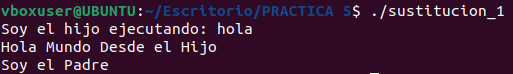 vboxuser@UBUNTU:~/Escritorio/PRACTICA 5$ ./sustitucion_1
Soy el hijo ejecutando: hola
Hola Mundo Desde el Hijo
Soy el Padre